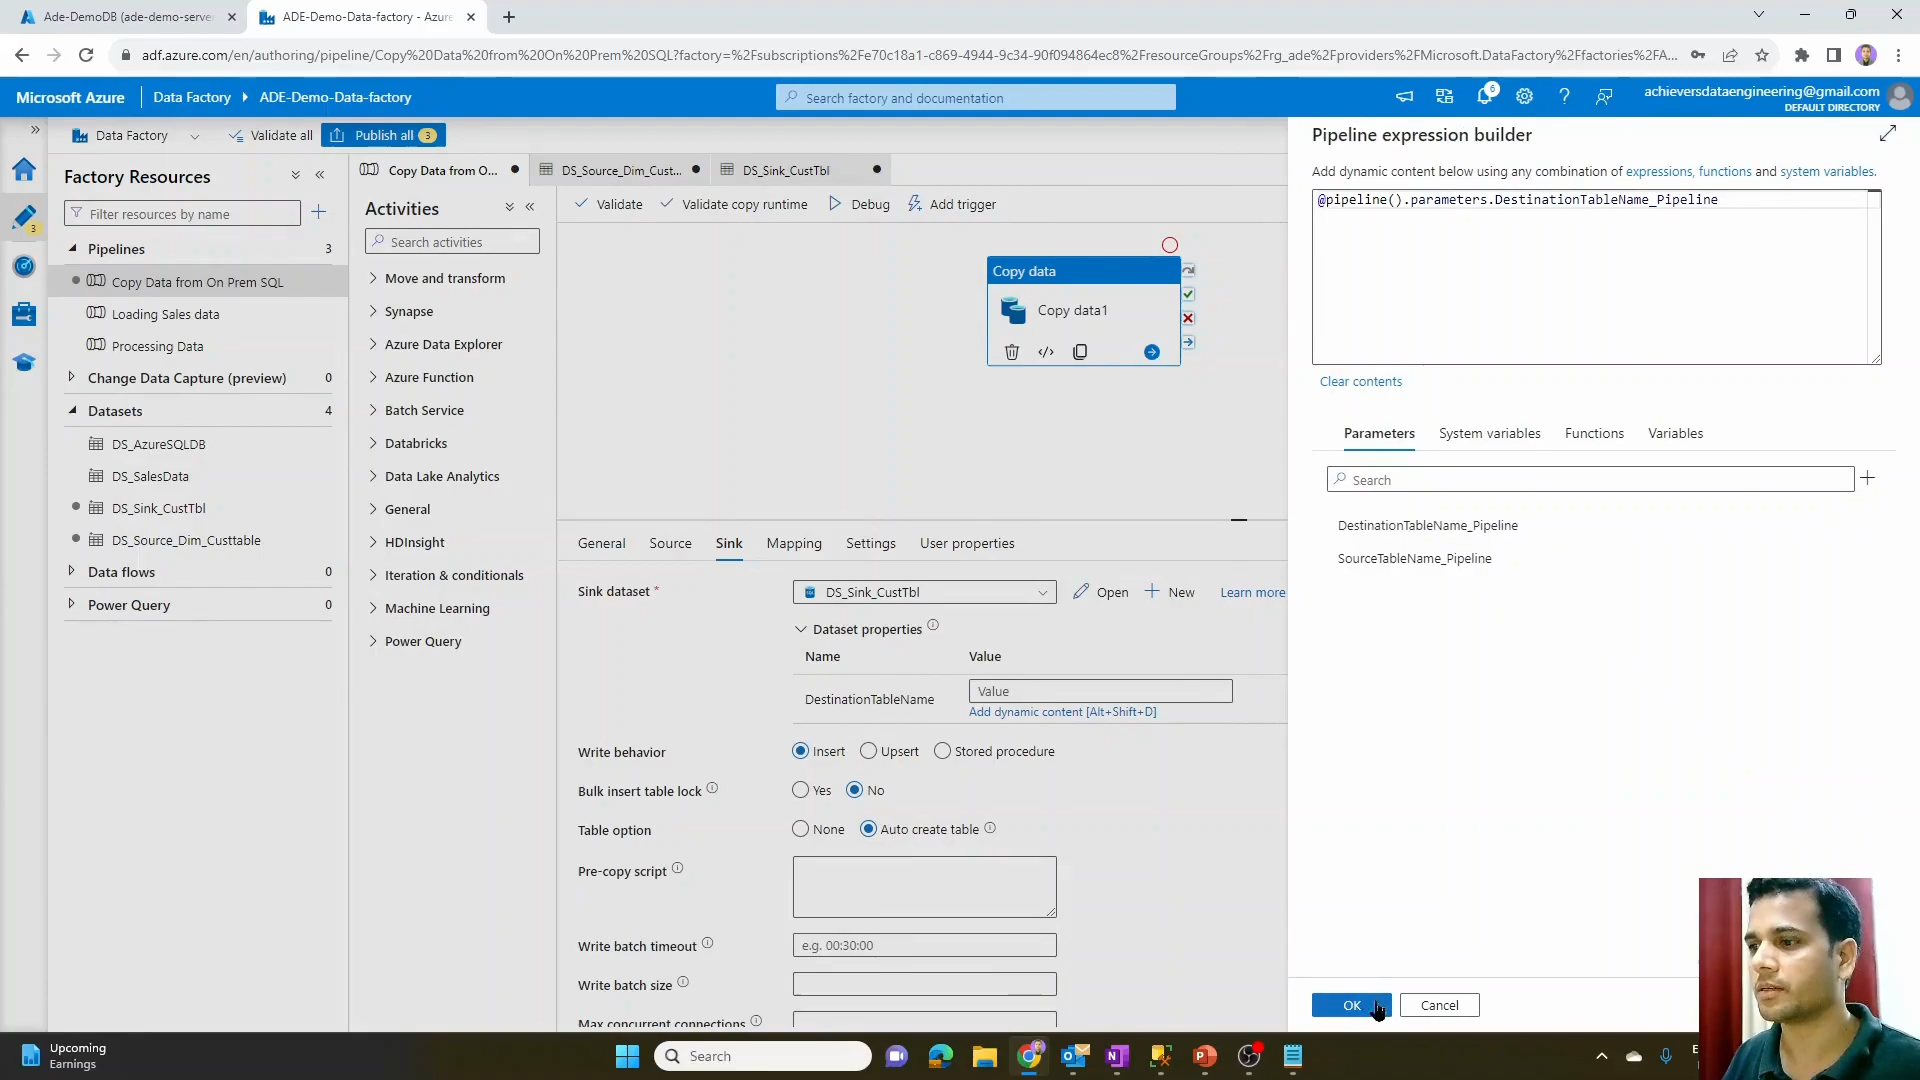 Ade-DemoDB (ade-demo-serve
ADE-Demo-Data-factory - Azure
adf.azure.com/en/authoring/pipeline/Copy%20Data%20from%20On%20Prem%20SQL?factory=%2Fsubscriptions%2Fe70c18a1-c869-4944-9c34-90f094864ec8%2FresourceGroups%2Frg_ade%2Fproviders%2FMicrosoft.DataFactory%2Ffactories%2FA...
Microsoft Azure
Data Factory
ADE-Demo-Data-factory
Search factory and documentation
6
achieversdataengineering@gmail.com
DEFAULT DIRECTORY
Data Factory
Validate all
Publish all 3
Factory Resources
Filter resources by name
3
Pipelines 3
Copy Data from On Prem SQL
Loading Sales data
Processing Data
Change Data Capture (preview) 0
Datasets 4
DS_AzureSQLDB
DS_SalesData
DS_Sink_CustTbl
DS_Source_Dim_Custtable
Data flows 0
Power Query 0
Copy Data from O...
DS_Source_Dim_Cust...
DS_Sink_CustTbl
Activities
Search activities
Move and transform
Synapse
Azure Data Explorer
Azure Function
Batch Service
Databricks
Data Lake Analytics
General
HDInsight
Iteration & conditionals
Machine Learning
Power Query
Validate
Validate copy runtime
Debug
Add trigger
Copy data
Copy data1
General
Source
Sink
Mapping
Settings
User properties
Sink dataset *
DS_Sink_CustTbl
Open
New
Learn more
Dataset properties
Name
Value
DestinationTableName
Value
Add dynamic content [Alt+Shift+D]
Write behavior
Insert
Upsert
Stored procedure
Bulk insert table lock
Yes
No
Table option
None
Auto create table
Pre-copy script
Write batch timeout
e.g. 00:30:00
Write batch size
Max concurrent connections
Pipeline expression builder
Add dynamic content below using any combination of expressions, functions and system variables.
@pipeline().parameters.DestinationTableName_Pipeline
Clear contents
Parameters
System variables
Functions
Variables
Search
DestinationTableName_Pipeline
SourceTableName_Pipeline
OK
Cancel
Upcoming
Earnings
Search